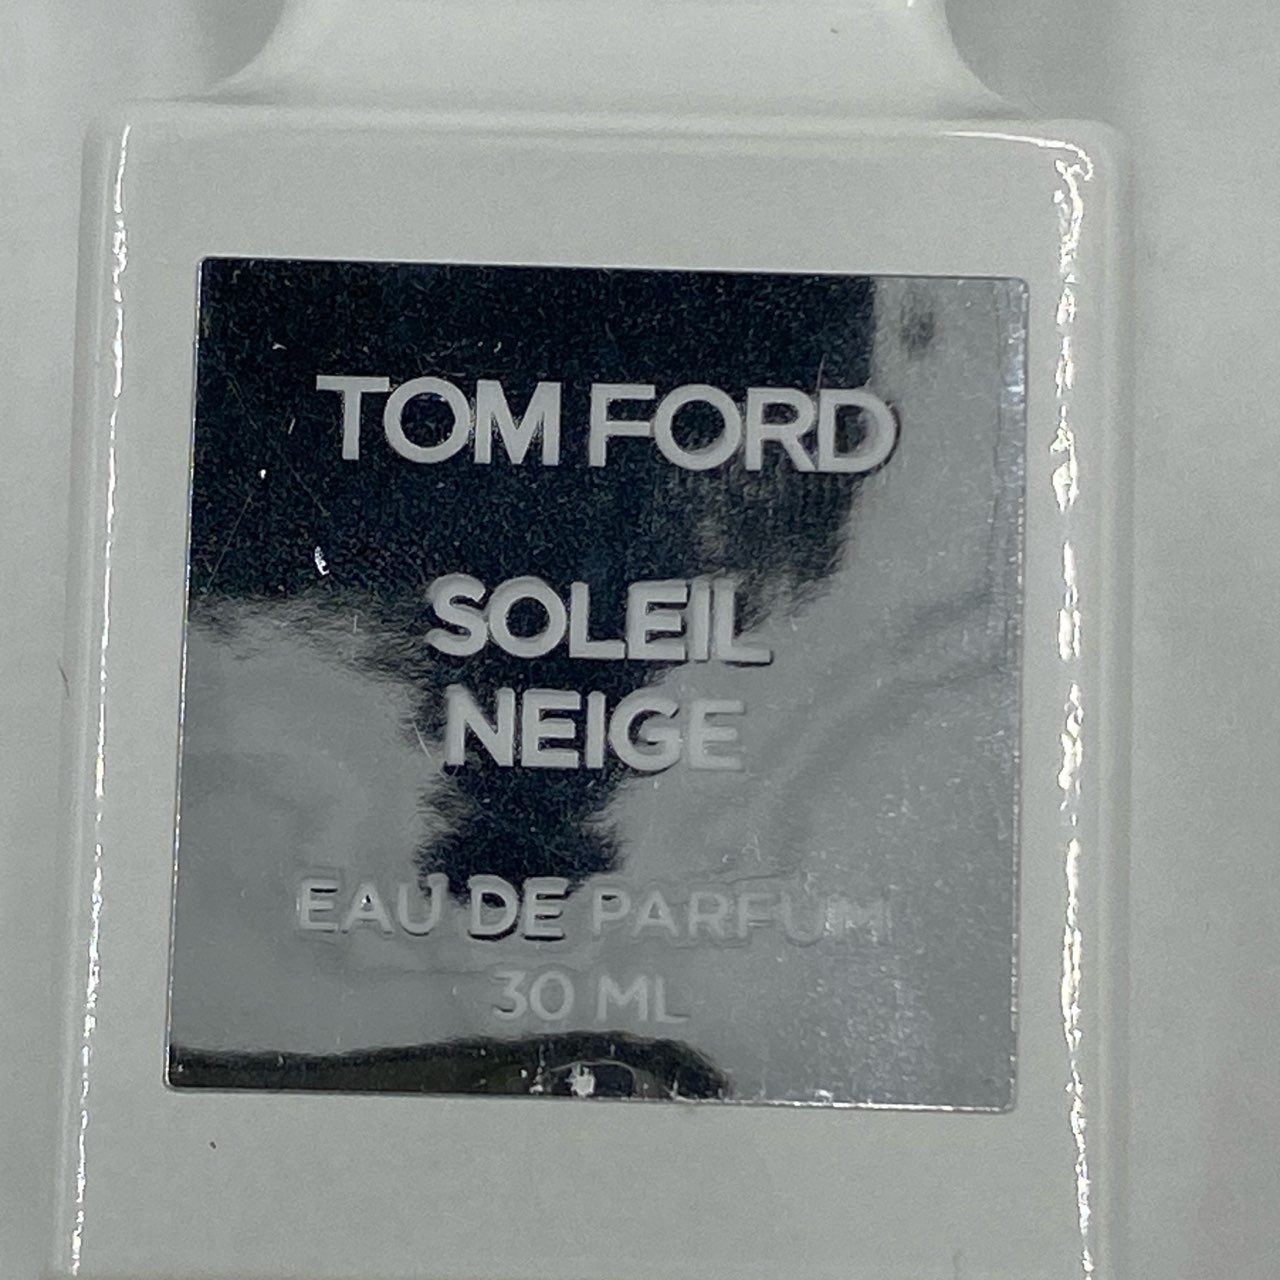 TOM FORD
SOLEIL
NEIGE
EAU DE PARFUM
30 ML